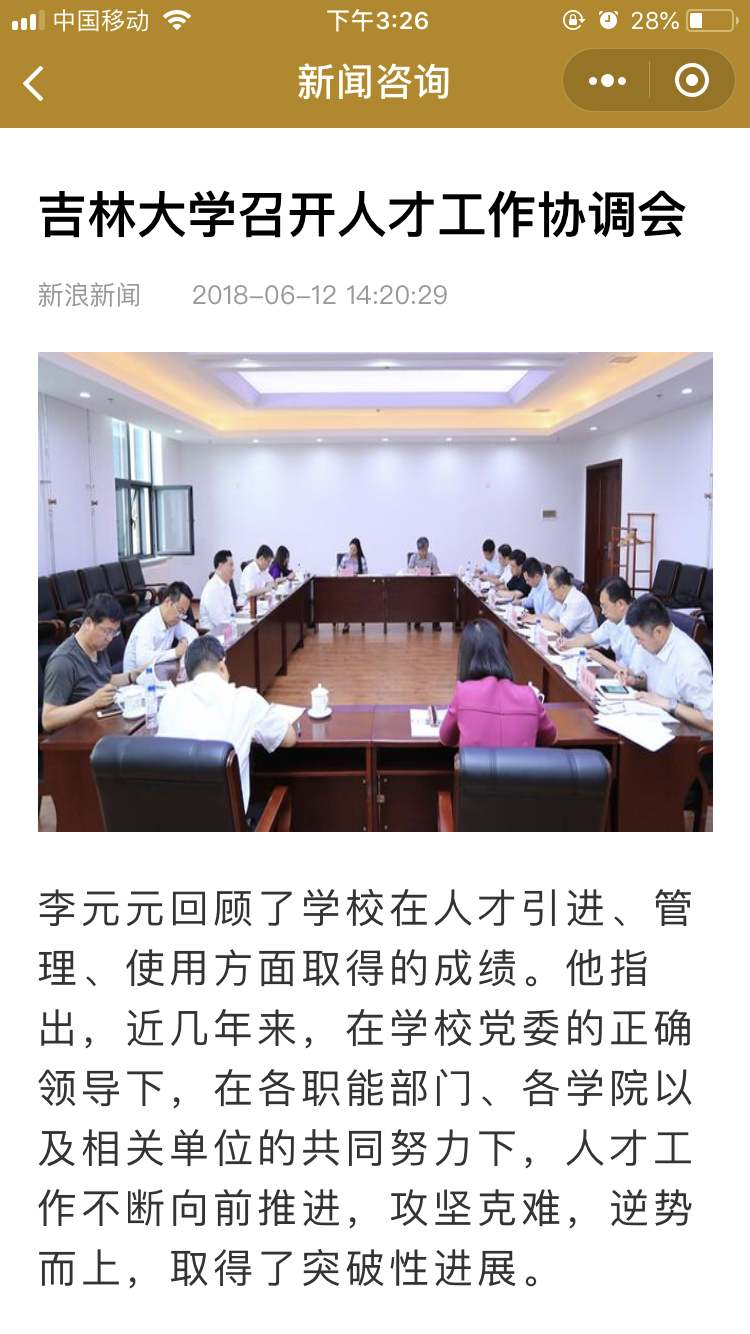 中国移动 下午3:26 28%
新闻咨询
吉林大学召开人才工作协调会
新浪新闻 2018-06-12 14:20:29
李元元回顾了学校在人才引进、管
理、使用方面取得的成绩。他指
出，近几年来，在学校党委的正确
领导下，在各职能部门、各学院以
及相关单位的共同努力下，人才工
作不断向前推进，攻坚克难，逆势
而上，取得了突破性进展。